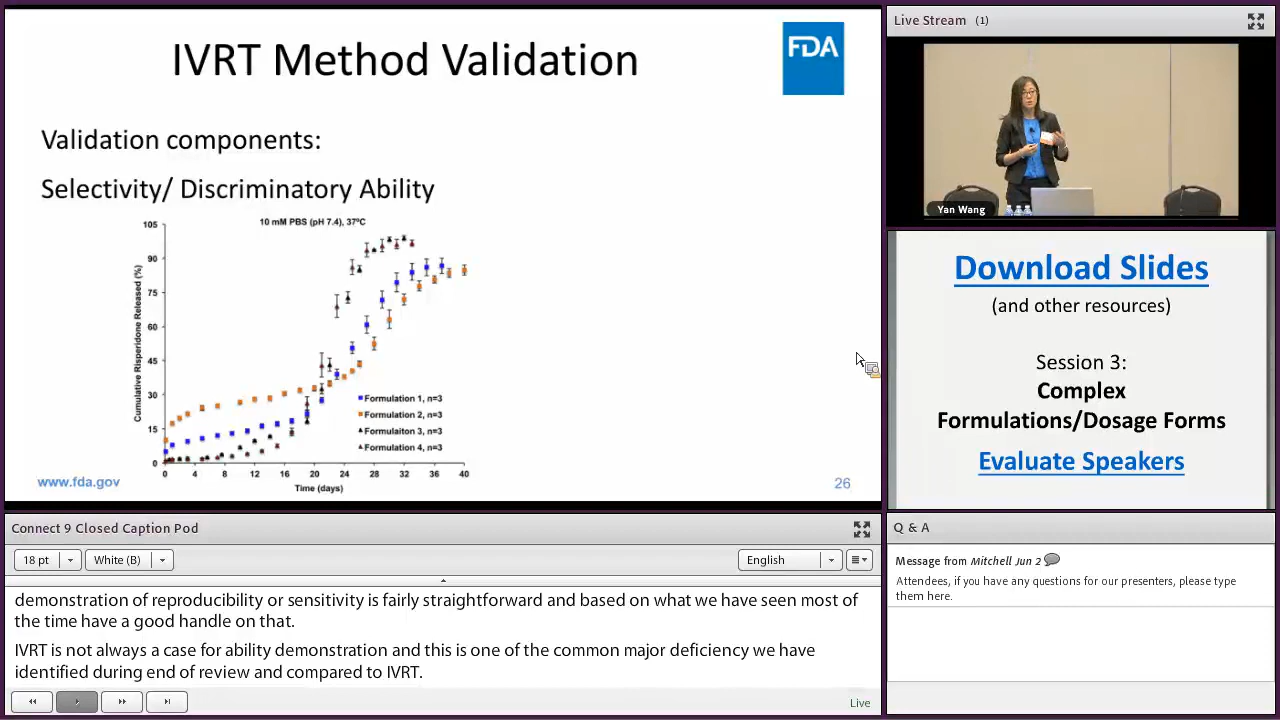 IVRT Method Validation
FDA
Validation components:
Selectivity/ Discriminatory Ability
10 mM PBS (pH 7.4), 37ºC
Cumulative Risperidone Released (%)
105
90
75
60
45
30
15
0
Formulation 1, n=3
Formulation 2, n=3
Formulaiton 3, n=3
Formulation 4, n=3
0 4 8 12 16 20 24 28 32 36 40
Time (days)
www.fda.gov
26
Live Stream (1)
Yan Wang
Download Slides
(and other resources)
Session 3:
Complex
Formulations/Dosage Forms
Evaluate Speakers
Connect 9 Closed Caption Pod
18 pt
White (B)
English
demonstration of reproducibility or sensitivity is fairly straightforward and based on what we have seen most of
the time have a good handle on that.
IVRT is not always a case for ability demonstration and this is one of the common major deficiency we have
identified during end of review and compared to IVRT.
Live
Q & A
Message from Mitchell Jun 2
Attendees, if you have any questions for our presenters, please type
them here.